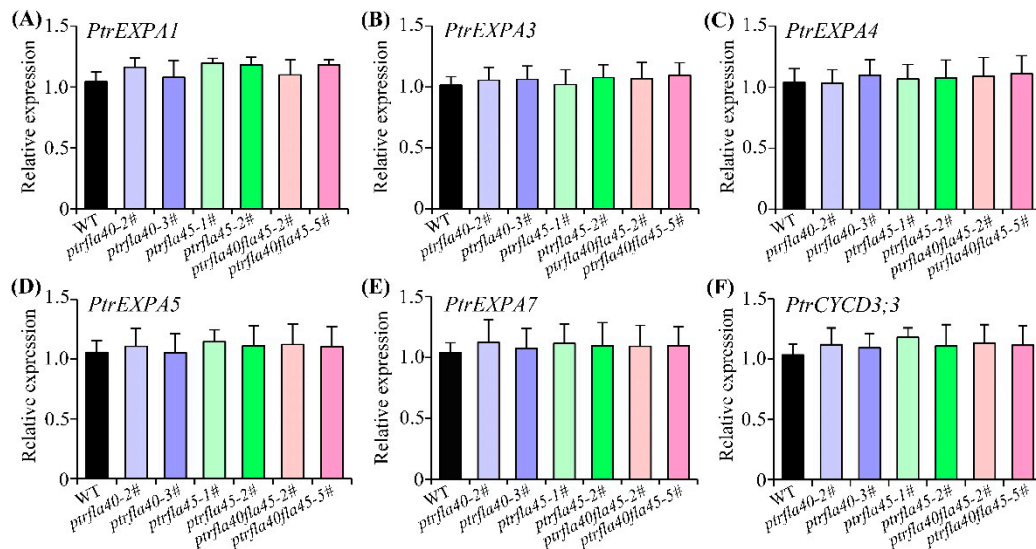 (A)
PtrEXPA1
Relative expression
1.5
1.0
0.5
0
WT
ptrfla40-2#
ptrfla40-3#
ptrfla45-1#
ptrfla45-2#
ptrfla40fla45-2#
ptrfla40fla45-5#
(B)
PtrEXPA3
Relative expression
1.5
1.0
0.5
0
WT
ptrfla40-2#
ptrfla40-3#
ptrfla45-1#
ptrfla45-2#
ptrfla40fla45-2#
ptrfla40fla45-5#
(C)
PtrEXPA4
Relative expression
1.5
1.0
0.5
0
WT
ptrfla40-2#
ptrfla40-3#
ptrfla45-1#
ptrfla45-2#
ptrfla40fla45-2#
ptrfla40fla45-5#
(D)
PtrEXPA5
Relative expression
1.5
1.0
0.5
0
WT
ptrfla40-2#
ptrfla40-3#
ptrfla45-1#
ptrfla45-2#
ptrfla40fla45-2#
ptrfla40fla45-5#
(E)
PtrEXPA7
Relative expression
1.5
1.0
0.5
0
WT
ptrfla40-2#
ptrfla40-3#
ptrfla45-1#
ptrfla45-2#
ptrfla40fla45-2#
ptrfla40fla45-5#
(F)
PtrCYCD3;3
Relative expression
1.5
1.0
0.5
0
WT
ptrfla40-2#
ptrfla40-3#
ptrfla45-1#
ptrfla45-2#
ptrfla40fla45-2#
ptrfla40fla45-5#